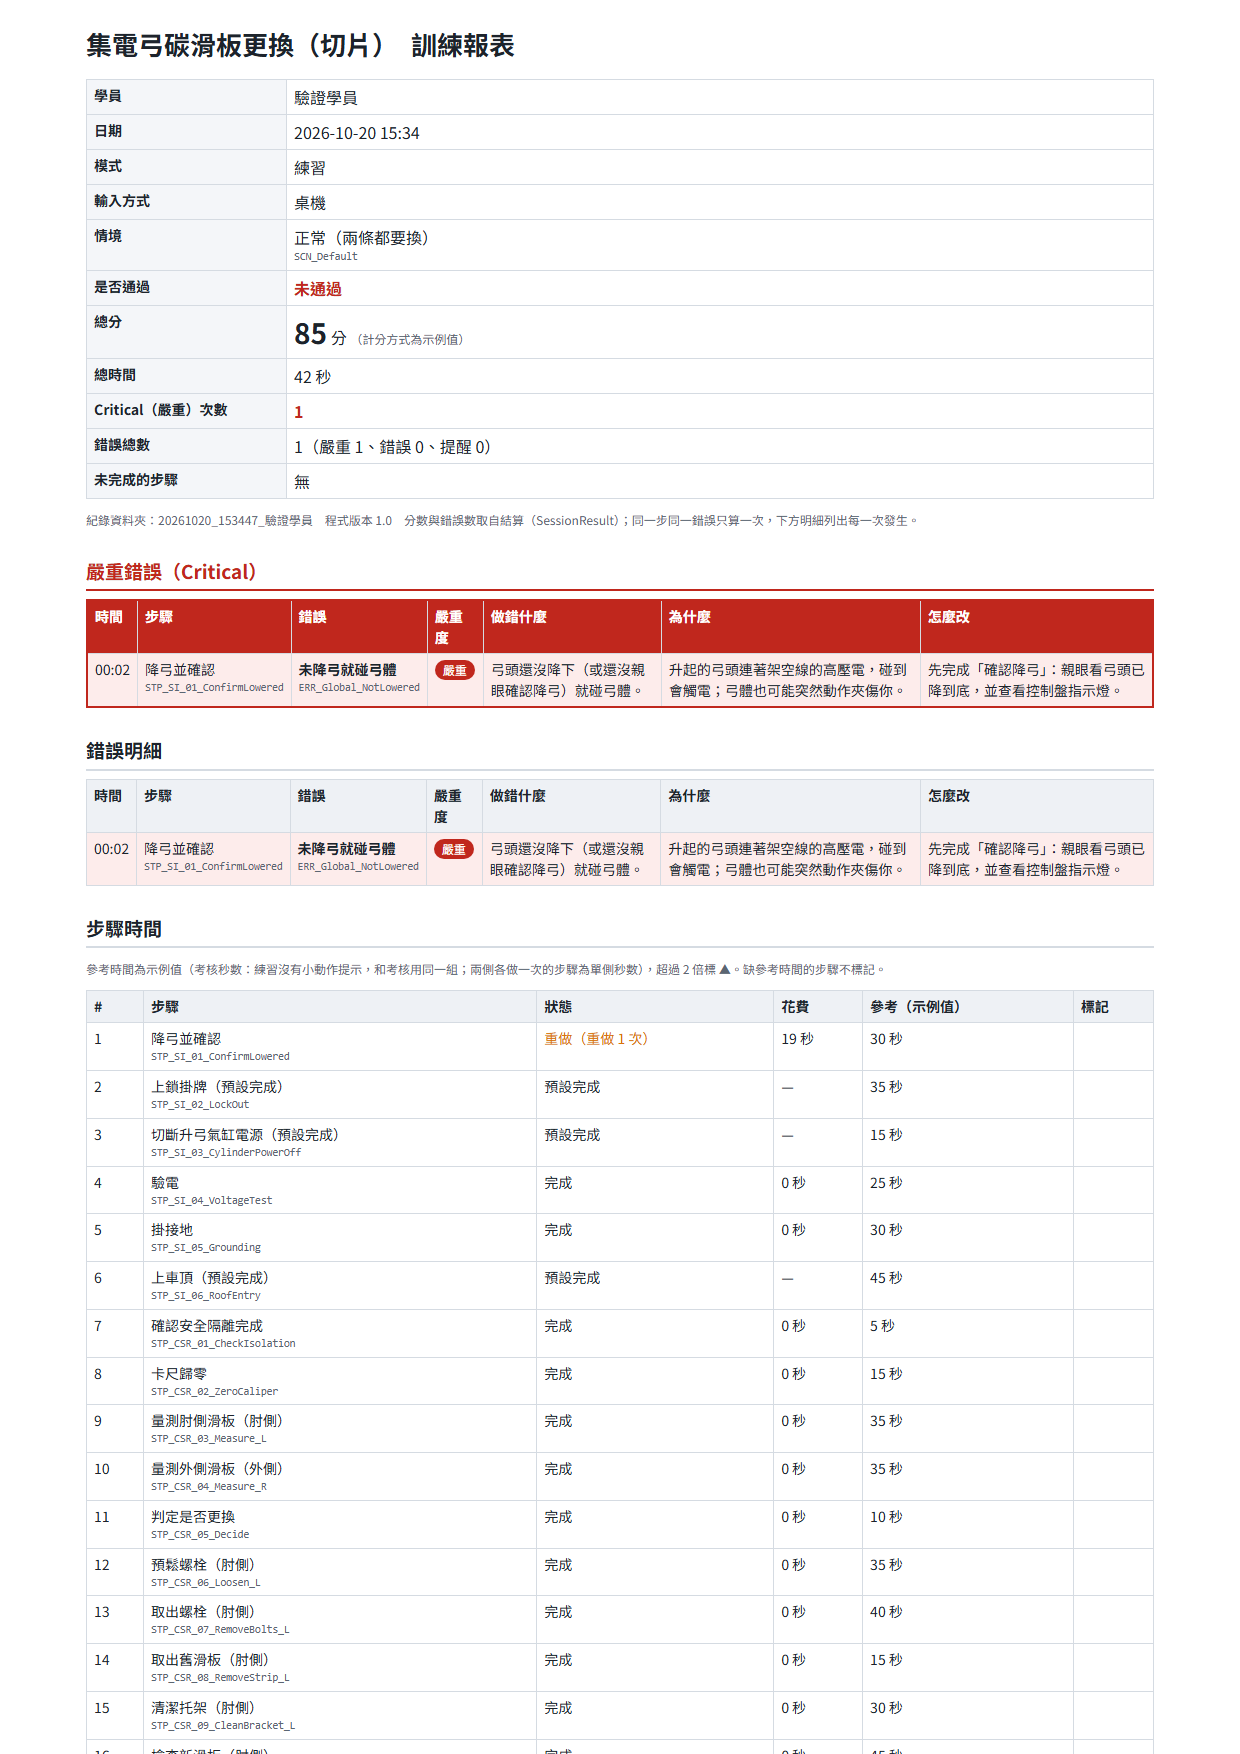 集電弓碳滑板更換（切片） 訓練報表
學員 驗證學員
日期 2026-10-20 15:34
模式 練習
輸入方式 桌機
情境 正常（兩條都要換）
SCN_Default
是否通過 未通過
總分 85 分 （計分方式為示例值）
總時間 42 秒
Critical（嚴重）次數 1
錯誤總數 1（嚴重 1、錯誤 0、提醒 0）
未完成的步驟 無
紀錄資料夾：20261020_153447_驗證學員 程式版本 1.0 分數與錯誤數取自結算（SessionResult）；同一步同一錯誤只算一次，下方明細列出每一次發生。
嚴重錯誤（Critical）
時間 步驟 錯誤 嚴重度 做錯什麼 為什麼 怎麼改
00:02 降弓並確認 未降弓就碰弓體 嚴重 弓頭還沒降下（或還沒親 升起的弓頭連著架空線的高壓電，碰到 先完成「確認降弓」：親眼看弓頭已
STP_SI_01_ConfirmLowered ERR_Global_NotLowered 眼確認降弓）就碰弓體。 會觸電；弓體也可能突然動作夾傷你。 降到底，並查看控制盤指示燈。
錯誤明細
時間 步驟 錯誤 嚴重度 做錯什麼 為什麼 怎麼改
00:02 降弓並確認 未降弓就碰弓體 嚴重 弓頭還沒降下（或還沒親 升起的弓頭連著架空線的高壓電，碰到 先完成「確認降弓」：親眼看弓頭已
STP_SI_01_ConfirmLowered ERR_Global_NotLowered 眼確認降弓）就碰弓體。 會觸電；弓體也可能突然動作夾傷你。 降到底，並查看控制盤指示燈。
步驟時間
參考時間為示例值（考核秒數：練習沒有小動作提示，和考核用同一組；兩側各做一次的步驟為單側秒數），超過 2 倍標 ▲。缺參考時間的步驟不標記。
# 步驟 狀態 花費 參考（示例值） 標記
1 降弓並確認 重做（重做 1 次） 19 秒 30 秒
STP_SI_01_ConfirmLowered
2 上鎖掛牌（預設完成） 預設完成 — 35 秒
STP_SI_02_LockOut
3 切斷升弓氣缸電源（預設完成） 預設完成 — 15 秒
STP_SI_03_CylinderPowerOff
4 驗電 完成 0 秒 25 秒
STP_SI_04_VoltageTest
5 掛接地 完成 0 秒 30 秒
STP_SI_05_Grounding
6 上車頂（預設完成） 預設完成 — 45 秒
STP_SI_06_RoofEntry
7 確認安全隔離完成 完成 0 秒 5 秒
STP_CSR_01_CheckIsolation
8 卡尺歸零 完成 0 秒 15 秒
STP_CSR_02_ZeroCaliper
9 量測肘側滑板（肘側） 完成 0 秒 35 秒
STP_CSR_03_Measure_L
10 量測外側滑板（外側） 完成 0 秒 35 秒
STP_CSR_04_Measure_R
11 判定是否更換 完成 0 秒 10 秒
STP_CSR_05_Decide
12 預鬆螺栓（肘側） 完成 0 秒 35 秒
STP_CSR_06_Loosen_L
13 取出螺栓（肘側） 完成 0 秒 40 秒
STP_CSR_07_RemoveBolts_L
14 取出舊滑板（肘側） 完成 0 秒 15 秒
STP_CSR_08_RemoveStrip_L
15 清潔托架（肘側） 完成 0 秒 30 秒
STP_CSR_09_CleanBracket_L